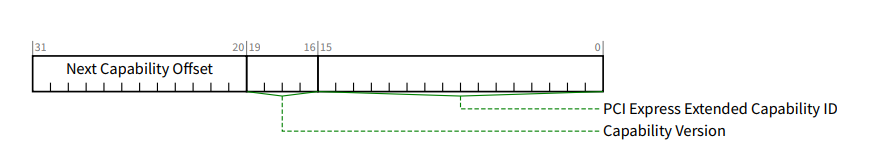 31 20 19 16 15 0
Next Capability Offset
PCI Express Extended Capability ID
Capability Version